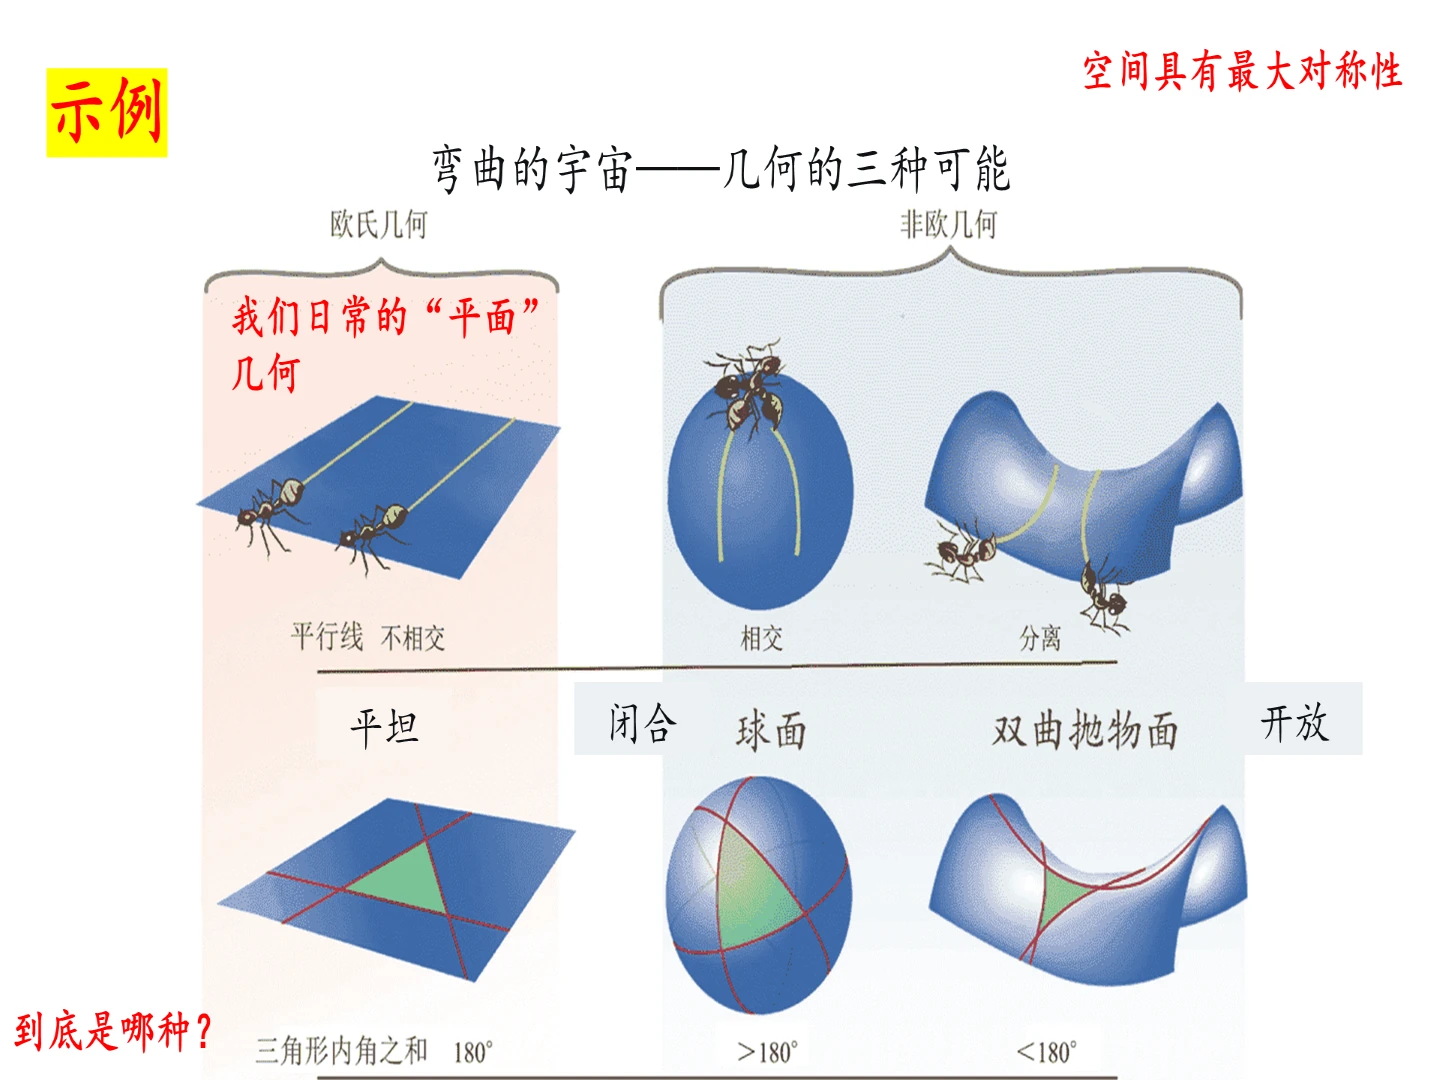 空间具有最大对称性
示例
弯曲的宇宙——几何的三种可能
欧氏几何
非欧几何
我们日常的“平面”
几何
平行线 不相交
相交
分离
平坦
闭合
球面
双曲抛物面
开放
到底是哪种？
三角形内角之和 180°
>180°
<180°